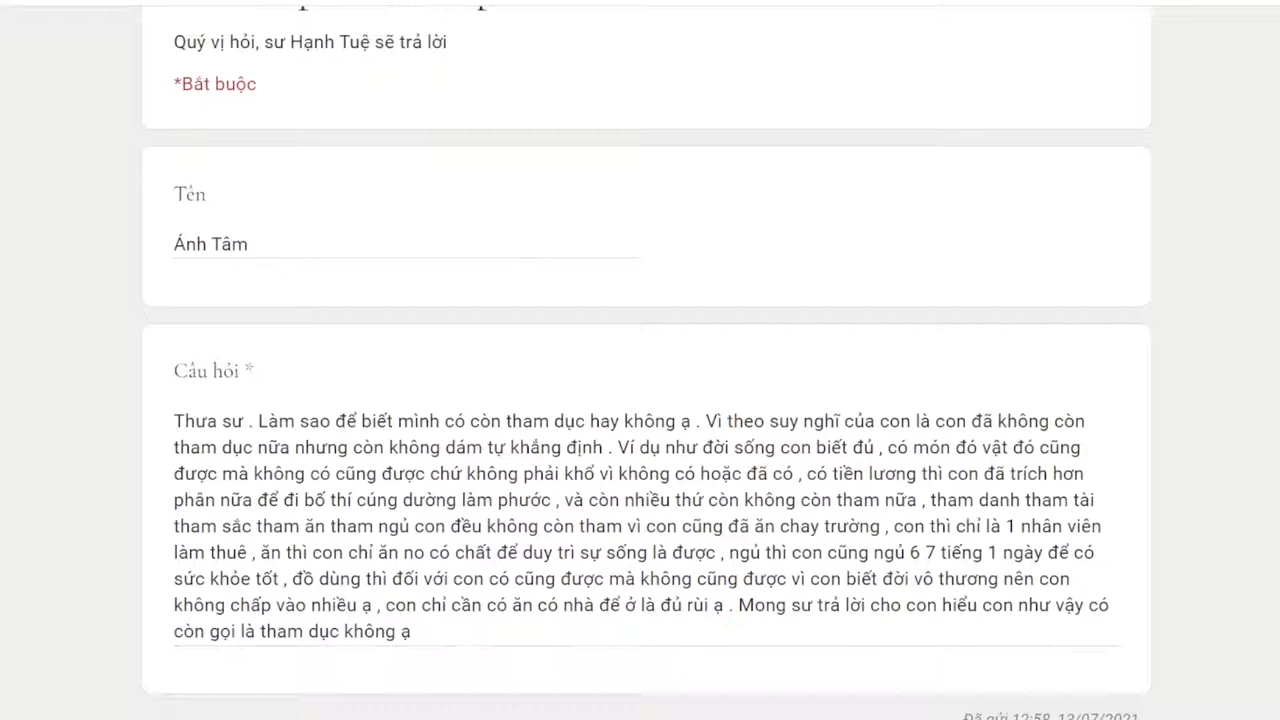 Quý vị hỏi, sư Hạnh Tuệ sẽ trả lời
*Bắt buộc
Tên
Ánh Tâm
Câu hỏi *
Thưa sư . Làm sao để biết mình có còn tham dục hay không ạ . Vì theo suy nghĩ của con là con đã không còn
tham dục nữa nhưng còn không dám tự khẳng định . Ví dụ như đời sống con biết đủ , có món đó vật đó cũng
được mà không có cũng được chứ không phải khổ vì không có hoặc đã có , có tiền lương thì con đã trích hơn
phân nữa để đi bố thí cúng dường làm phước , và còn nhiều thứ còn không còn tham nữa , tham danh tham tài
tham sắc tham ăn tham ngủ con đều không còn tham vì con cũng đã ăn chay trường , con thì chỉ là 1 nhân viên
làm thuê , ăn thì con chỉ ăn no có chất để duy trì sự sống là được , ngủ thì con cũng ngủ 6 7 tiếng 1 ngày để có
sức khỏe tốt , đồ dùng thì đối với con có cũng được mà không cũng được vì con biết đời vô thương nên con
không chấp vào nhiều ạ , con chỉ cần có ăn có nhà để ở là đủ rùi ạ . Mong sư trả lời cho con hiểu con như vậy có
còn gọi là tham dục không ạ
Đã gửi 12:58, 13/07/2021